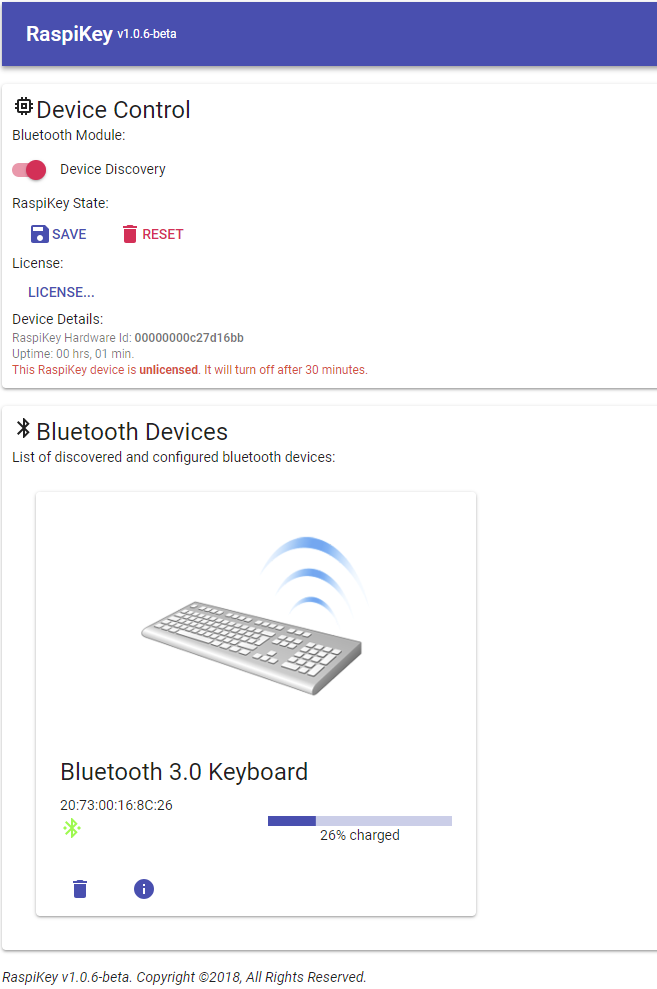 RaspiKey v1.0.6-beta
Device Control
Bluetooth Module:
Device Discovery
RaspiKey State:
SAVE RESET
License:
LICENSE...
Device Details:
RaspiKey Hardware Id: 00000000c27d16bb
Uptime: 00 hrs, 01 min.
This RaspiKey device is unlicensed. It will turn off after 30 minutes.
Bluetooth Devices
List of discovered and configured bluetooth devices:
Bluetooth 3.0 Keyboard
20:73:00:16:8C:26
26% charged
RaspiKey v1.0.6-beta. Copyright ©2018, All Rights Reserved.